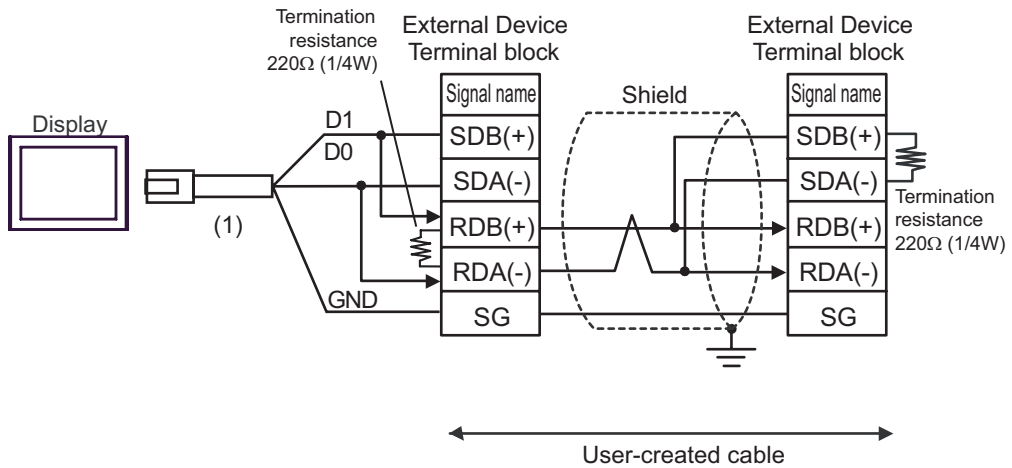 Termination
resistance
220Ω (1/4W)
External Device
Terminal block
External Device
Terminal block
Display
(1)
D1
D0
GND
Signal name
SDB(+)
SDA(-)
RDB(+)
RDA(-)
SG
Shield
Signal name
SDB(+)
SDA(-)
RDB(+)
RDA(-)
SG
Termination
resistance
220Ω (1/4W)
User-created cable